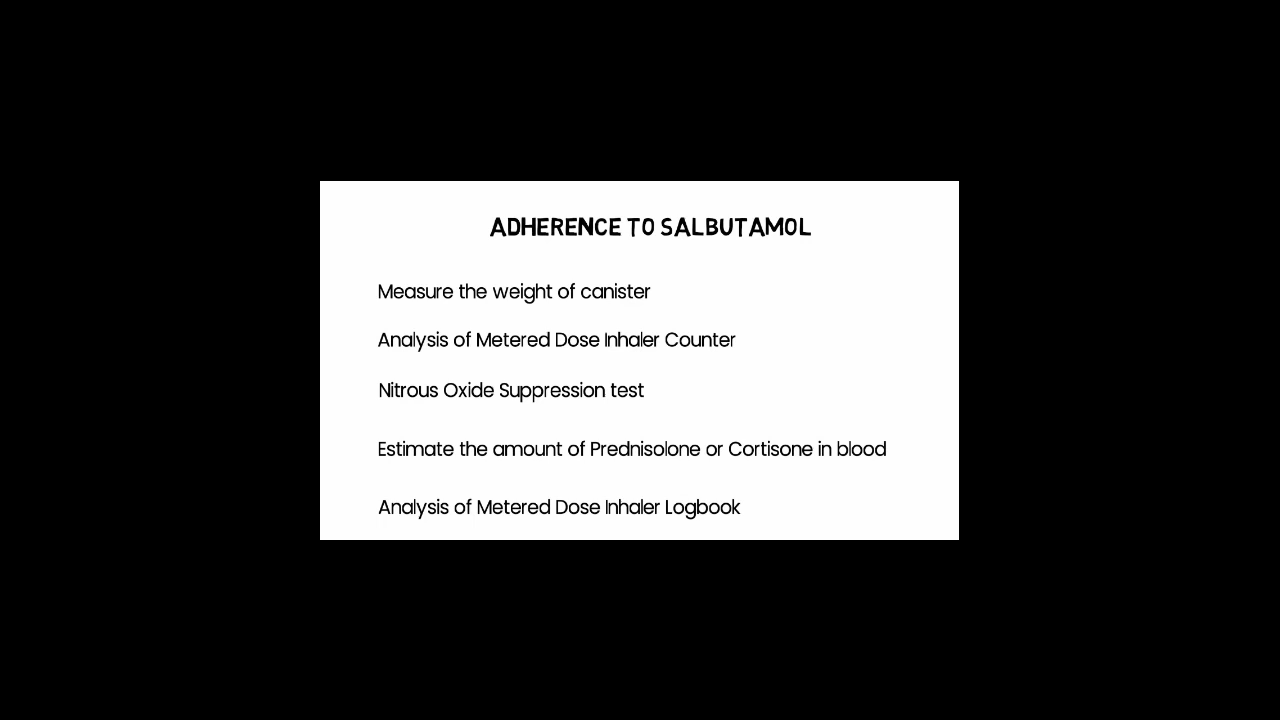 ADHERENCE TO SALBUTAMOL
Measure the weight of canister
Analysis of Metered Dose Inhaler Counter
Nitrous Oxide Suppression test
Estimate the amount of Prednisolone or Cortisone in blood
Analysis of Metered Dose Inhaler Logbook